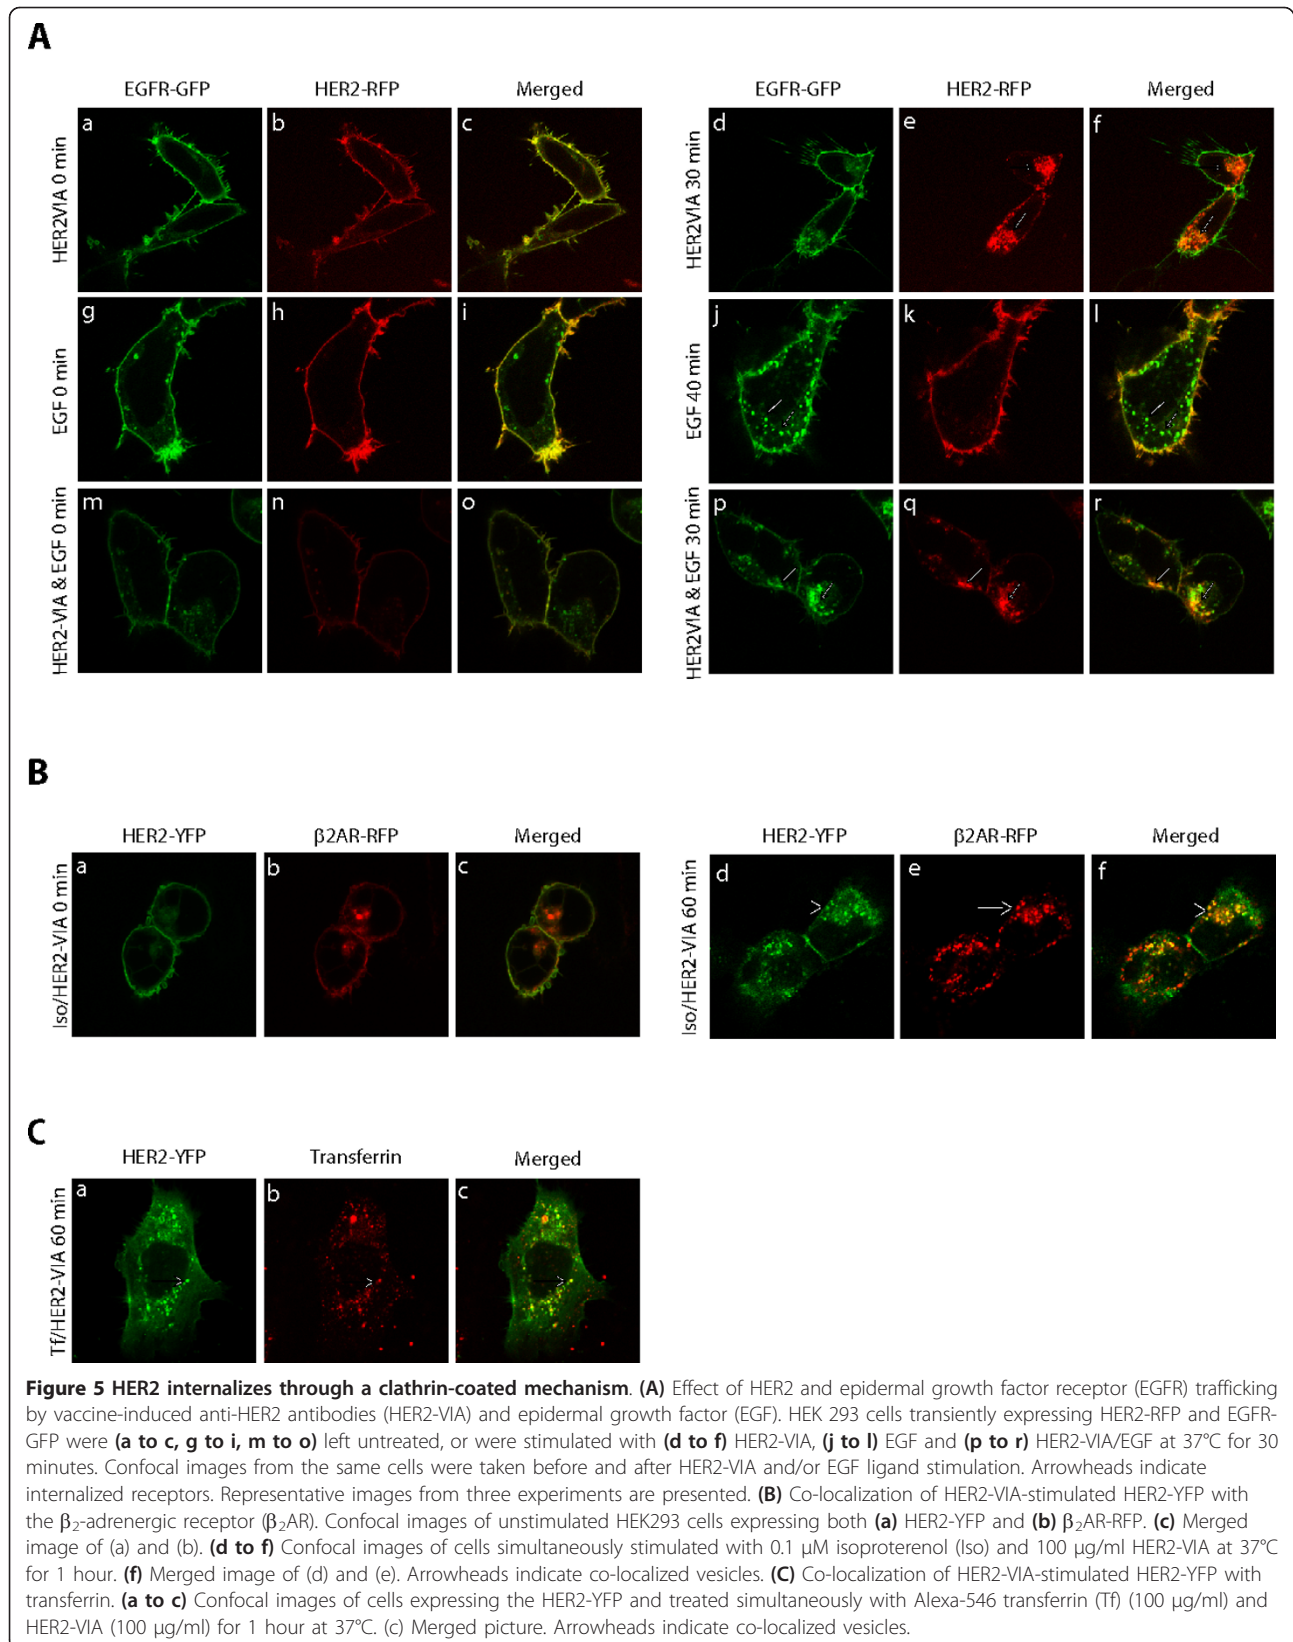 A
EGFR-GFP HER2-RFP Merged EGFR-GFP HER2-RFP Merged
HER2VIA 0 min a b c HER2VIA 30 min d e f
EGF 0 min g h i EGF 40 min j k l
HER2-VIA & EGF 0 min m n o HER2VIA & EGF 30 min p q r
B
HER2-YFP β2AR-RFP Merged HER2-YFP β2AR-RFP Merged
Iso/HER2-VIA 0 min a b c Iso/HER2-VIA 60 min d e f
C
HER2-YFP Transferrin Merged
Tf/HER2-VIA 60 min a b c
Figure 5 HER2 internalizes through a clathrin-coated mechanism. (A) Effect of HER2 and epidermal growth factor receptor (EGFR) trafficking
by vaccine-induced anti-HER2 antibodies (HER2-VIA) and epidermal growth factor (EGF). HEK 293 cells transiently expressing HER2-RFP and EGFR-
GFP were (a to c, g to i, m to o) left untreated, or were stimulated with (d to f) HER2-VIA, (j to l) EGF and (p to r) HER2-VIA/EGF at 37°C for 30
minutes. Confocal images from the same cells were taken before and after HER2-VIA and/or EGF ligand stimulation. Arrowheads indicate
internalized receptors. Representative images from three experiments are presented. (B) Co-localization of HER2-VIA-stimulated HER2-YFP with
the β₂-adrenergic receptor (β₂AR). Confocal images of unstimulated HEK293 cells expressing both (a) HER2-YFP and (b) β₂AR-RFP. (c) Merged
image of (a) and (b). (d to f) Confocal images of cells simultaneously stimulated with 0.1 μM isoproterenol (Iso) and 100 μg/ml HER2-VIA at 37°C
for 1 hour. (f) Merged image of (d) and (e). Arrowheads indicate co-localized vesicles. (C) Co-localization of HER2-VIA-stimulated HER2-YFP with
transferrin. (a to c) Confocal images of cells expressing the HER2-YFP and treated simultaneously with Alexa-546 transferrin (Tf) (100 μg/ml) and
HER2-VIA (100 μg/ml) for 1 hour at 37°C. (c) Merged picture. Arrowheads indicate co-localized vesicles.